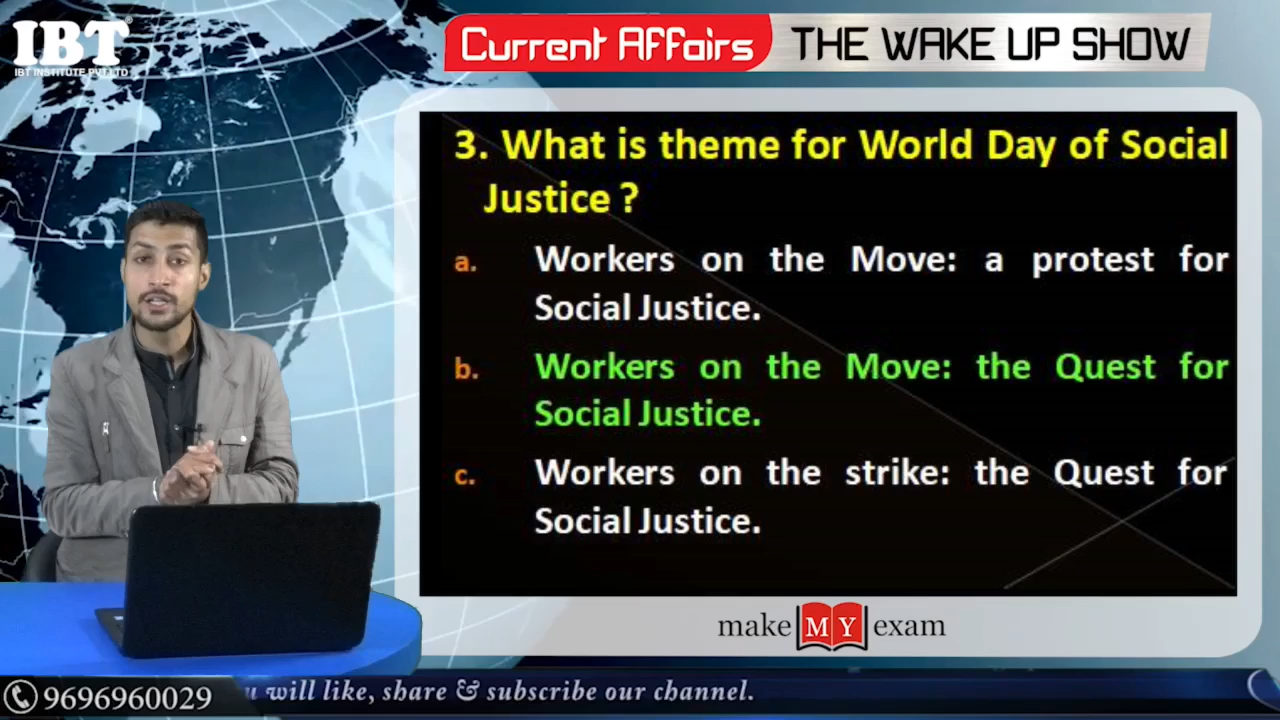 IBT®
IBT INSTITUTE PVT.LTD
Current Affairs THE WAKE UP SHOW
3. What is theme for World Day of Social
Justice ?
a. Workers on the Move: a protest for
Social Justice.
b. Workers on the Move: the Quest for
Social Justice.
c. Workers on the strike: the Quest for
Social Justice.
make MY exam
9696960029 will like, share & subscribe our channel.